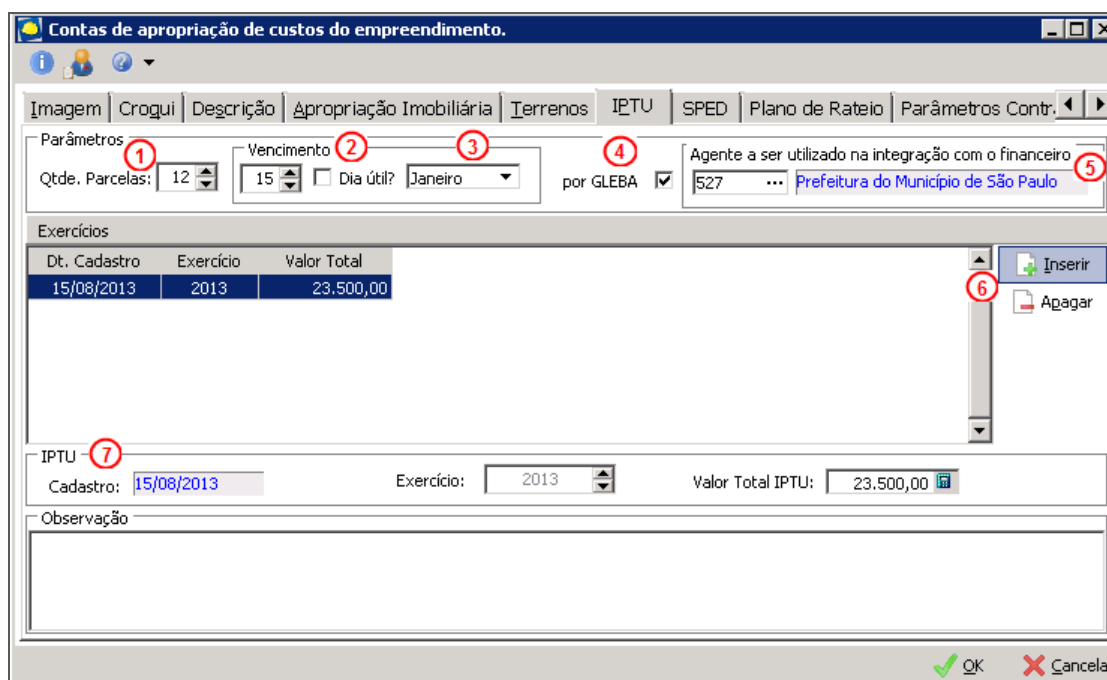 Contas de apropriação de custos do empreendimento.
Imagem Croqui Descrição Apropriação Imobiliária Terrenos IPTU SPED Plano de Rateio Parâmetros Contr.
Parâmetros
1 2 3 4 5
Vencimento
Agente a ser utilizado na integração com o financeiro
Qtde. Parcelas: 12 15 Dia útil? Janeiro por GLEBA 527 ... Prefeitura do Município de São Paulo
Exercícios
Dt. Cadastro Exercício Valor Total
15/08/2013 2013 23.500,00
6
Inserir
Apagar
IPTU 7
Cadastro: 15/08/2013 Exercício: 2013 Valor Total IPTU: 23.500,00
Observação
OK Cancela